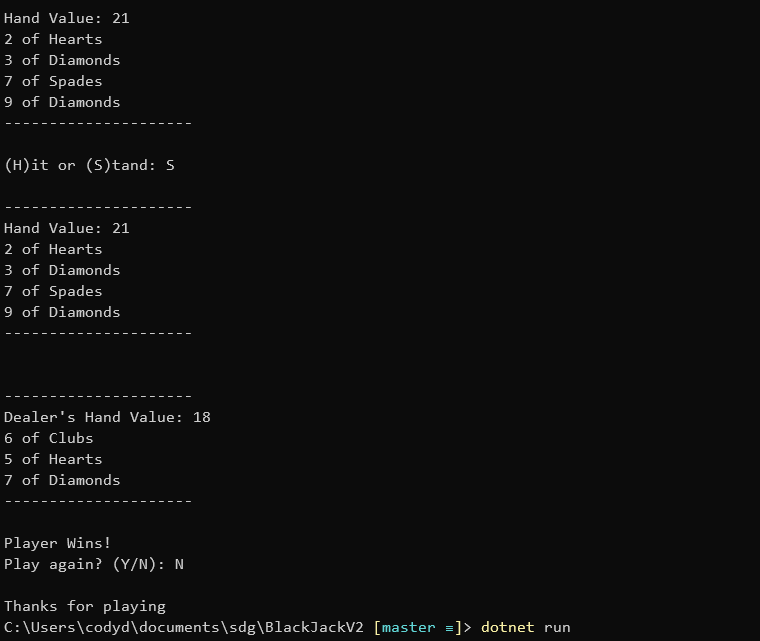 Hand Value: 21
2 of Hearts
3 of Diamonds
7 of Spades
9 of Diamonds
---------------------
(H)it or (S)tand: S
---------------------
Hand Value: 21
2 of Hearts
3 of Diamonds
7 of Spades
9 of Diamonds
---------------------
---------------------
Dealer's Hand Value: 18
6 of Clubs
5 of Hearts
7 of Diamonds
---------------------
Player Wins!
Play again? (Y/N): N
Thanks for playing
C:\Users\codyd\documents\sdg\BlackJackV2 [master ≡]> dotnet run